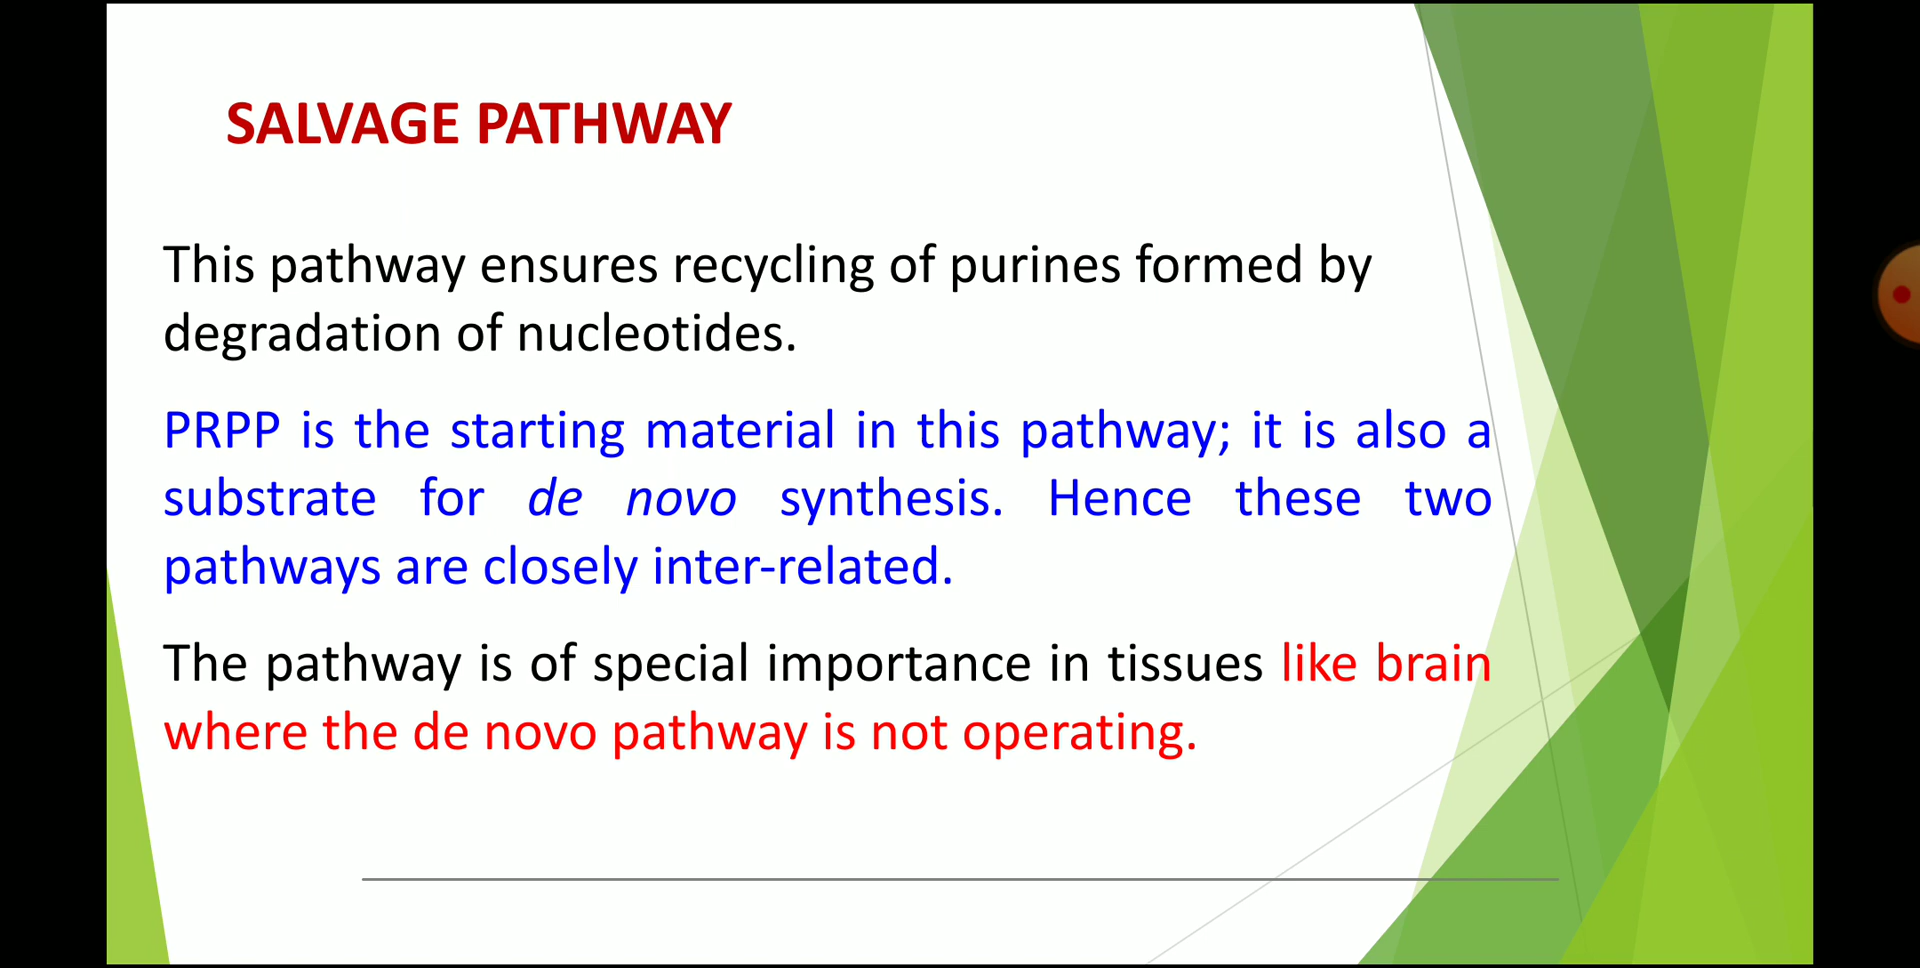 SALVAGE PATHWAY
This pathway ensures recycling of purines formed by
degradation of nucleotides.
PRPP is the starting material in this pathway; it is also a
substrate for de novo synthesis. Hence these two
pathways are closely inter-related.
The pathway is of special importance in tissues like brain
where the de novo pathway is not operating.